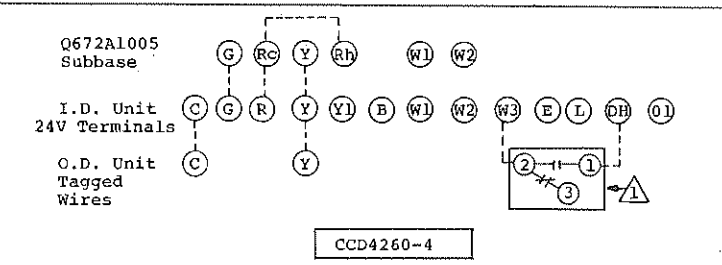 Q672A1005 G Rc Y Rh W1 W2
Subbase
I.D. Unit C G R Y Y1 B W1 W2 W3 E L DH 01
24V Terminals
O.D. Unit C Y 2 1
Tagged 3 1
Wires
CCD4260-4